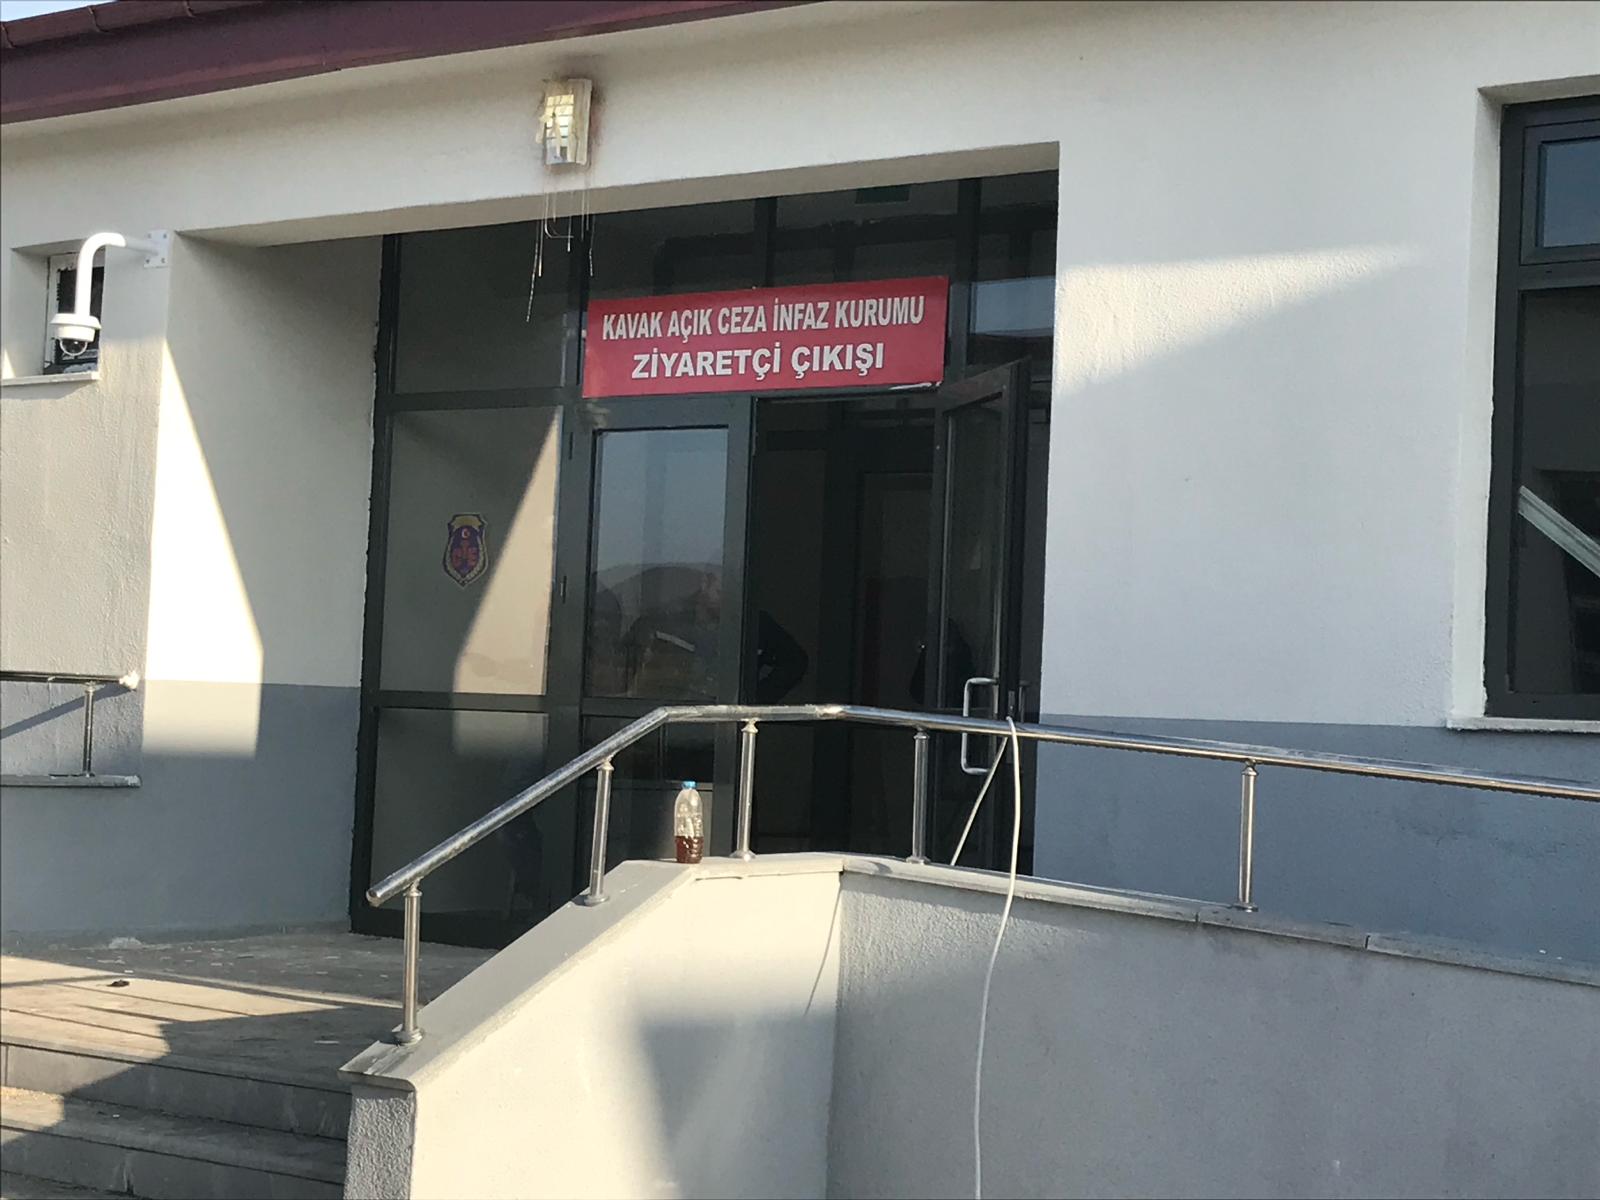 KAVAK AÇIK CEZA İNFAZ KURUMU
ZİYARETÇİ ÇIKIŞI